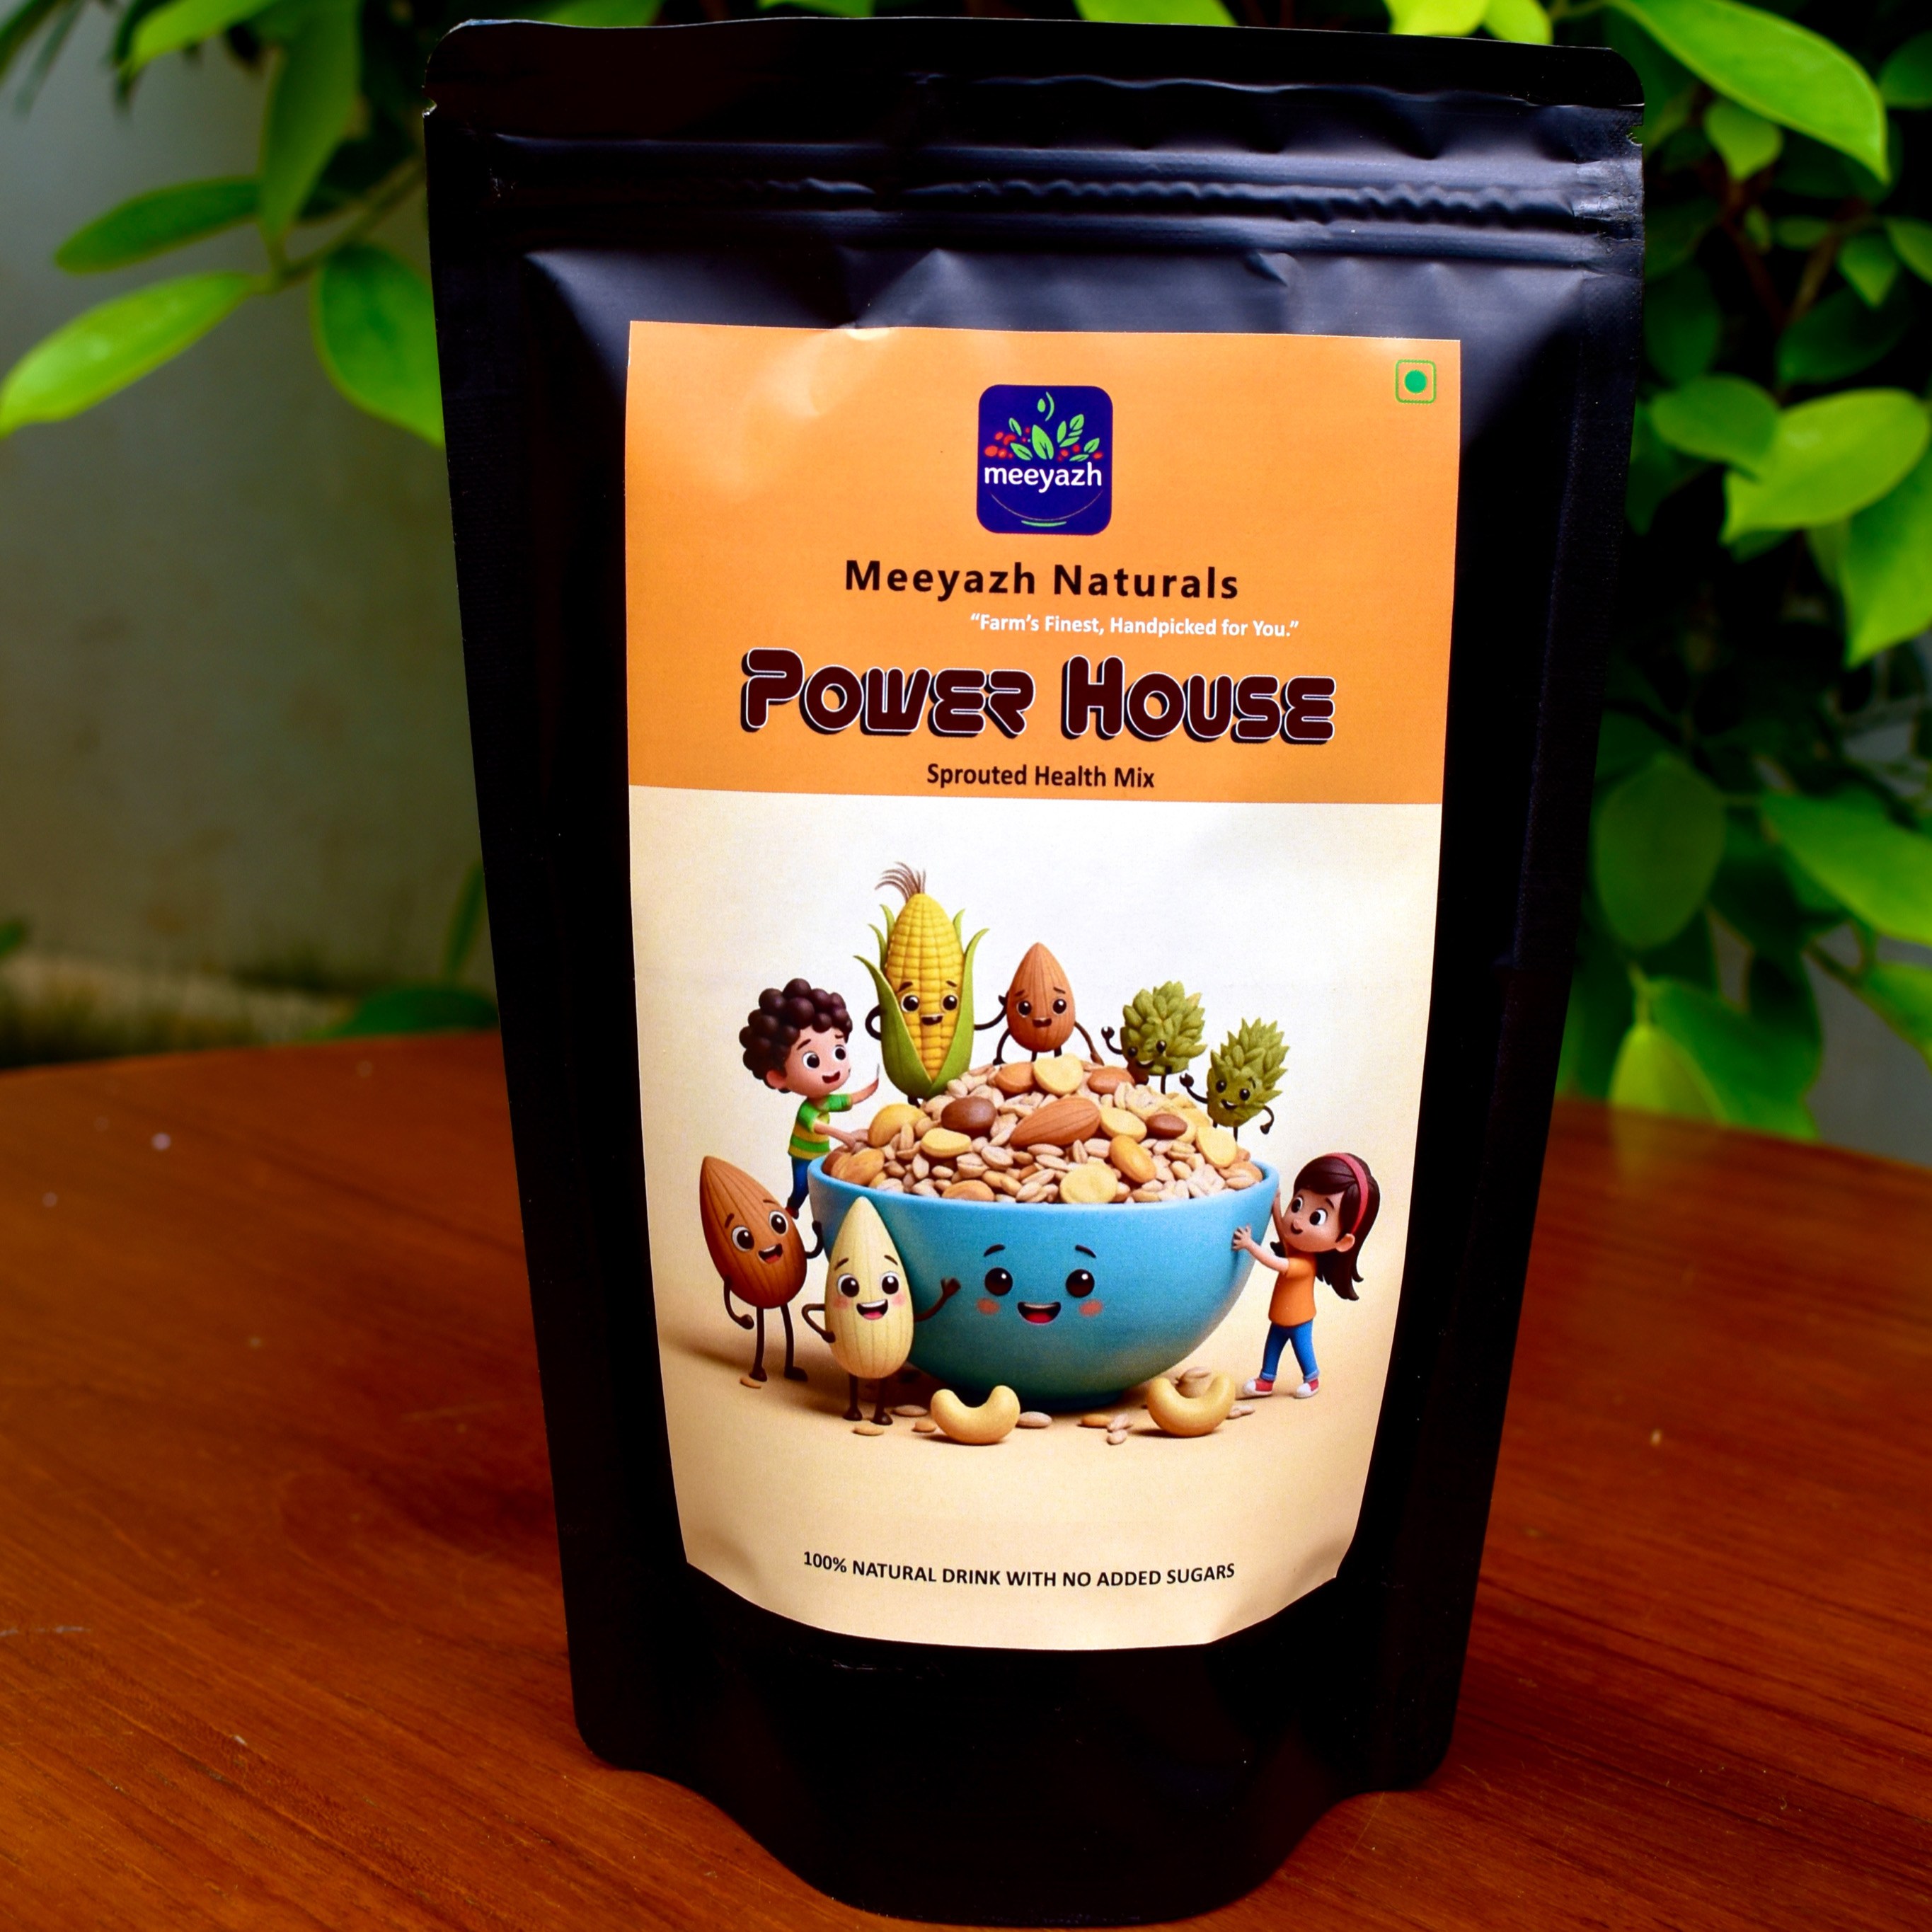 meeyazh
Meeyazh Naturals
“Farm’s Finest, Handpicked for You.”
POWER HOUSE
Sprouted Health Mix
100% NATURAL DRINK WITH NO ADDED SUGARS